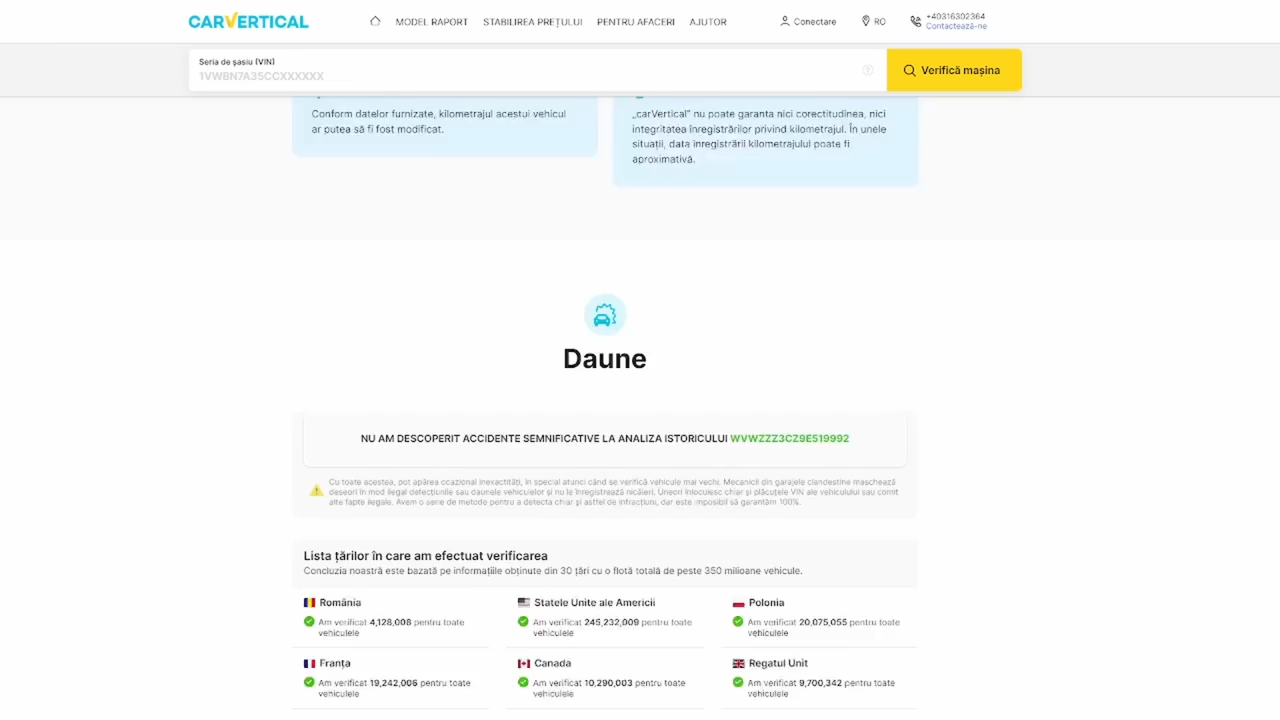 CARVERTICAL
MODEL RAPORT
STABILIREA PREȚULUI
PENTRU AFACERI
AJUTOR
Conectare
RO
+40316302364
Contactează-ne
Seria de șasiu (VIN)
1VWBN7A35CCXXXXXX
Verifică mașina
Conform datelor furnizate, kilometrajul acestui vehicul
ar putea să fi fost modificat.
„carVertical” nu poate garanta nici corectitudinea, nici
integritatea înregistrărilor privind kilometrajul. În unele
situații, data înregistrării kilometrajului poate fi
aproximativă.
Daune
NU AM DESCOPERIT ACCIDENTE SEMNIFICATIVE LA ANALIZA ISTORICULUI WVWZZZ3CZ9E519992
Cu toate acestea, pot apărea ocazional inexactități, în special atunci când se verifică vehicule mai vechi. Mecanicii din garajele clandestine maschează
deseori în mod ilegal defecțiunile sau daunele vehiculelor și nu le înregistrează nicăieri. Uneori înlocuiesc chiar și plăcuțele VIN ale vehiculului sau comit
alte fapte ilegale. Avem o serie de metode pentru a detecta chiar și astfel de infracțiuni, dar este imposibil să garantăm 100%.
Lista țărilor în care am efectuat verificarea
Concluzia noastră este bazată pe informațiile obținute din 30 țări cu o flotă totală de peste 350 milioane vehicule.
România
Am verificat 4,128,008 pentru toate
vehiculele
Statele Unite ale Americii
Am verificat 245,232,009 pentru toate
vehiculele
Polonia
Am verificat 20,075,055 pentru toate
vehiculele
Franța
Am verificat 19,242,006 pentru toate
vehiculele
Canada
Am verificat 10,290,003 pentru toate
vehiculele
Regatul Unit
Am verificat 9,700,342 pentru toate
vehiculele